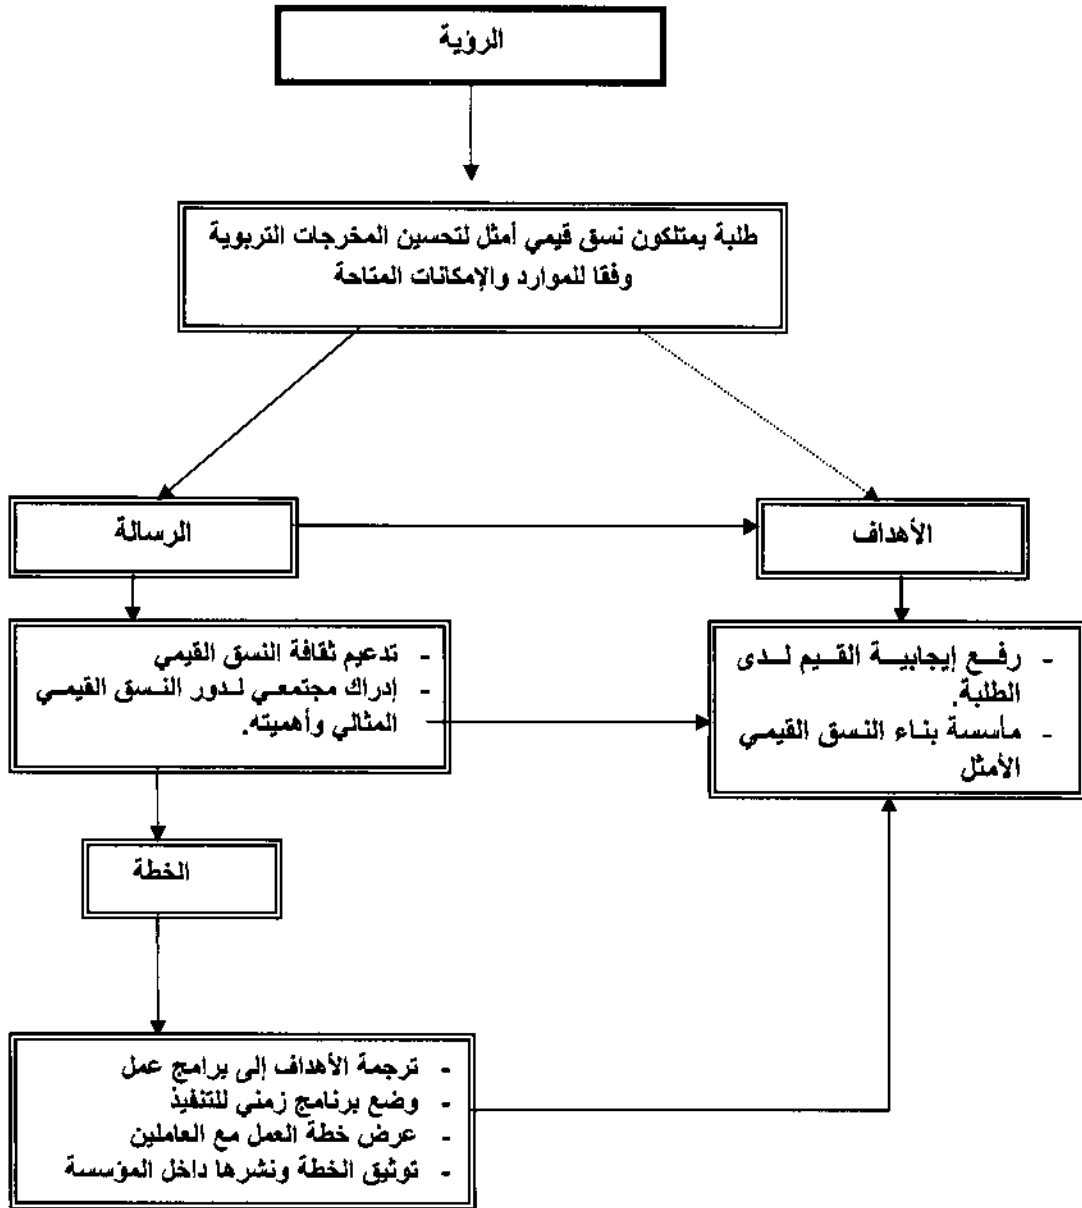 الرؤية
طلبة يمتلكون نسق قيمي أمثل لتحسين المخرجات التربوية
وفقا للموارد والإمكانات المتاحة
الرسالة
الأهداف
- تدعيم ثقافة النسق القيمي
- إدراك مجتمعي لدور النسق القيمي
المثالي وأهميته.
- رفع إيجابية القيم لدى
الطلبة.
- مأسسة بناء النسق القيمي
الأمثل
الخطة
- ترجمة الأهداف إلى برامج عمل
- وضع برنامج زمني للتنفيذ
- عرض خطة العمل مع العاملين
- توثيق الخطة ونشرها داخل المؤسسة